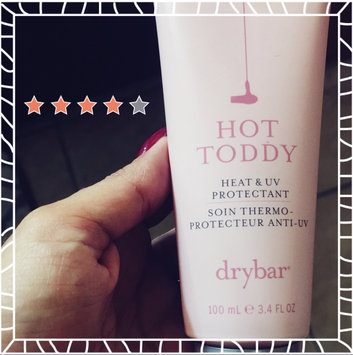 HOT
TODDY
HEAT & UV
PROTECTANT
SOIN THERMO-
PROTECTEUR ANTI-UV
drybar®
100 mL ℮ 3.4 FL OZ